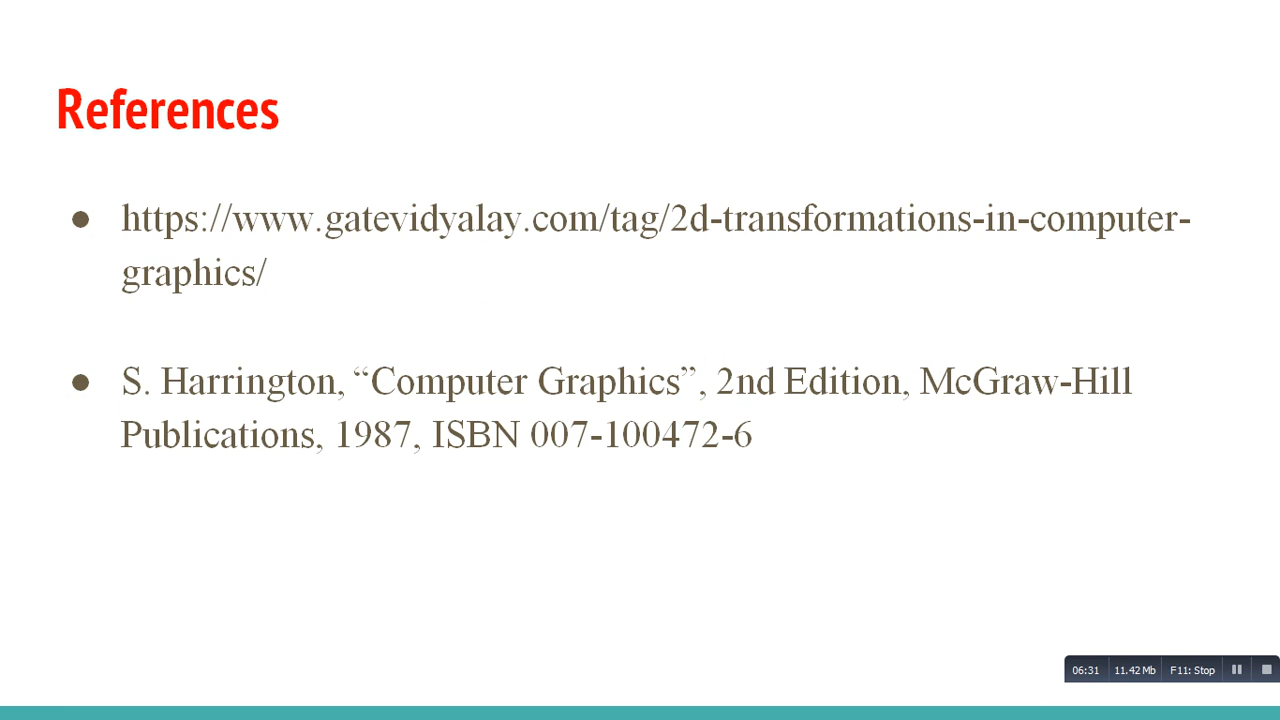 References
● https://www.gatevidyalay.com/tag/2d-transformations-in-computer-
graphics/
● S. Harrington, “Computer Graphics”, 2nd Edition, McGraw-Hill
Publications, 1987, ISBN 007-100472-6
06:31 11.42 Mb F11: Stop